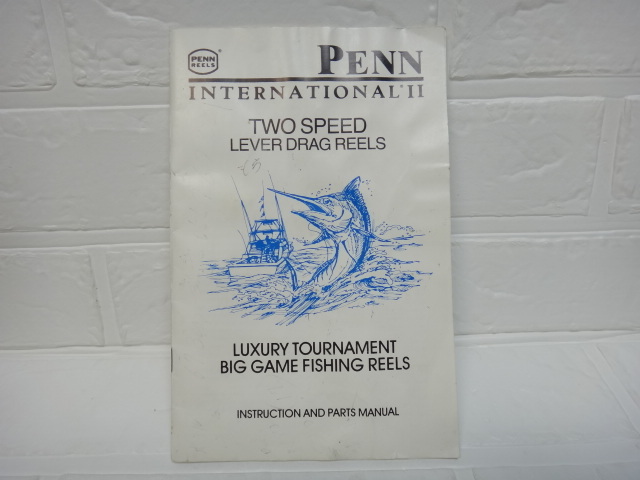 PENN
REELS
®
PENN
INTERNATIONAL® II
TWO SPEED
LEVER DRAG REELS
LUXURY TOURNAMENT
BIG GAME FISHING REELS
INSTRUCTION AND PARTS MANUAL